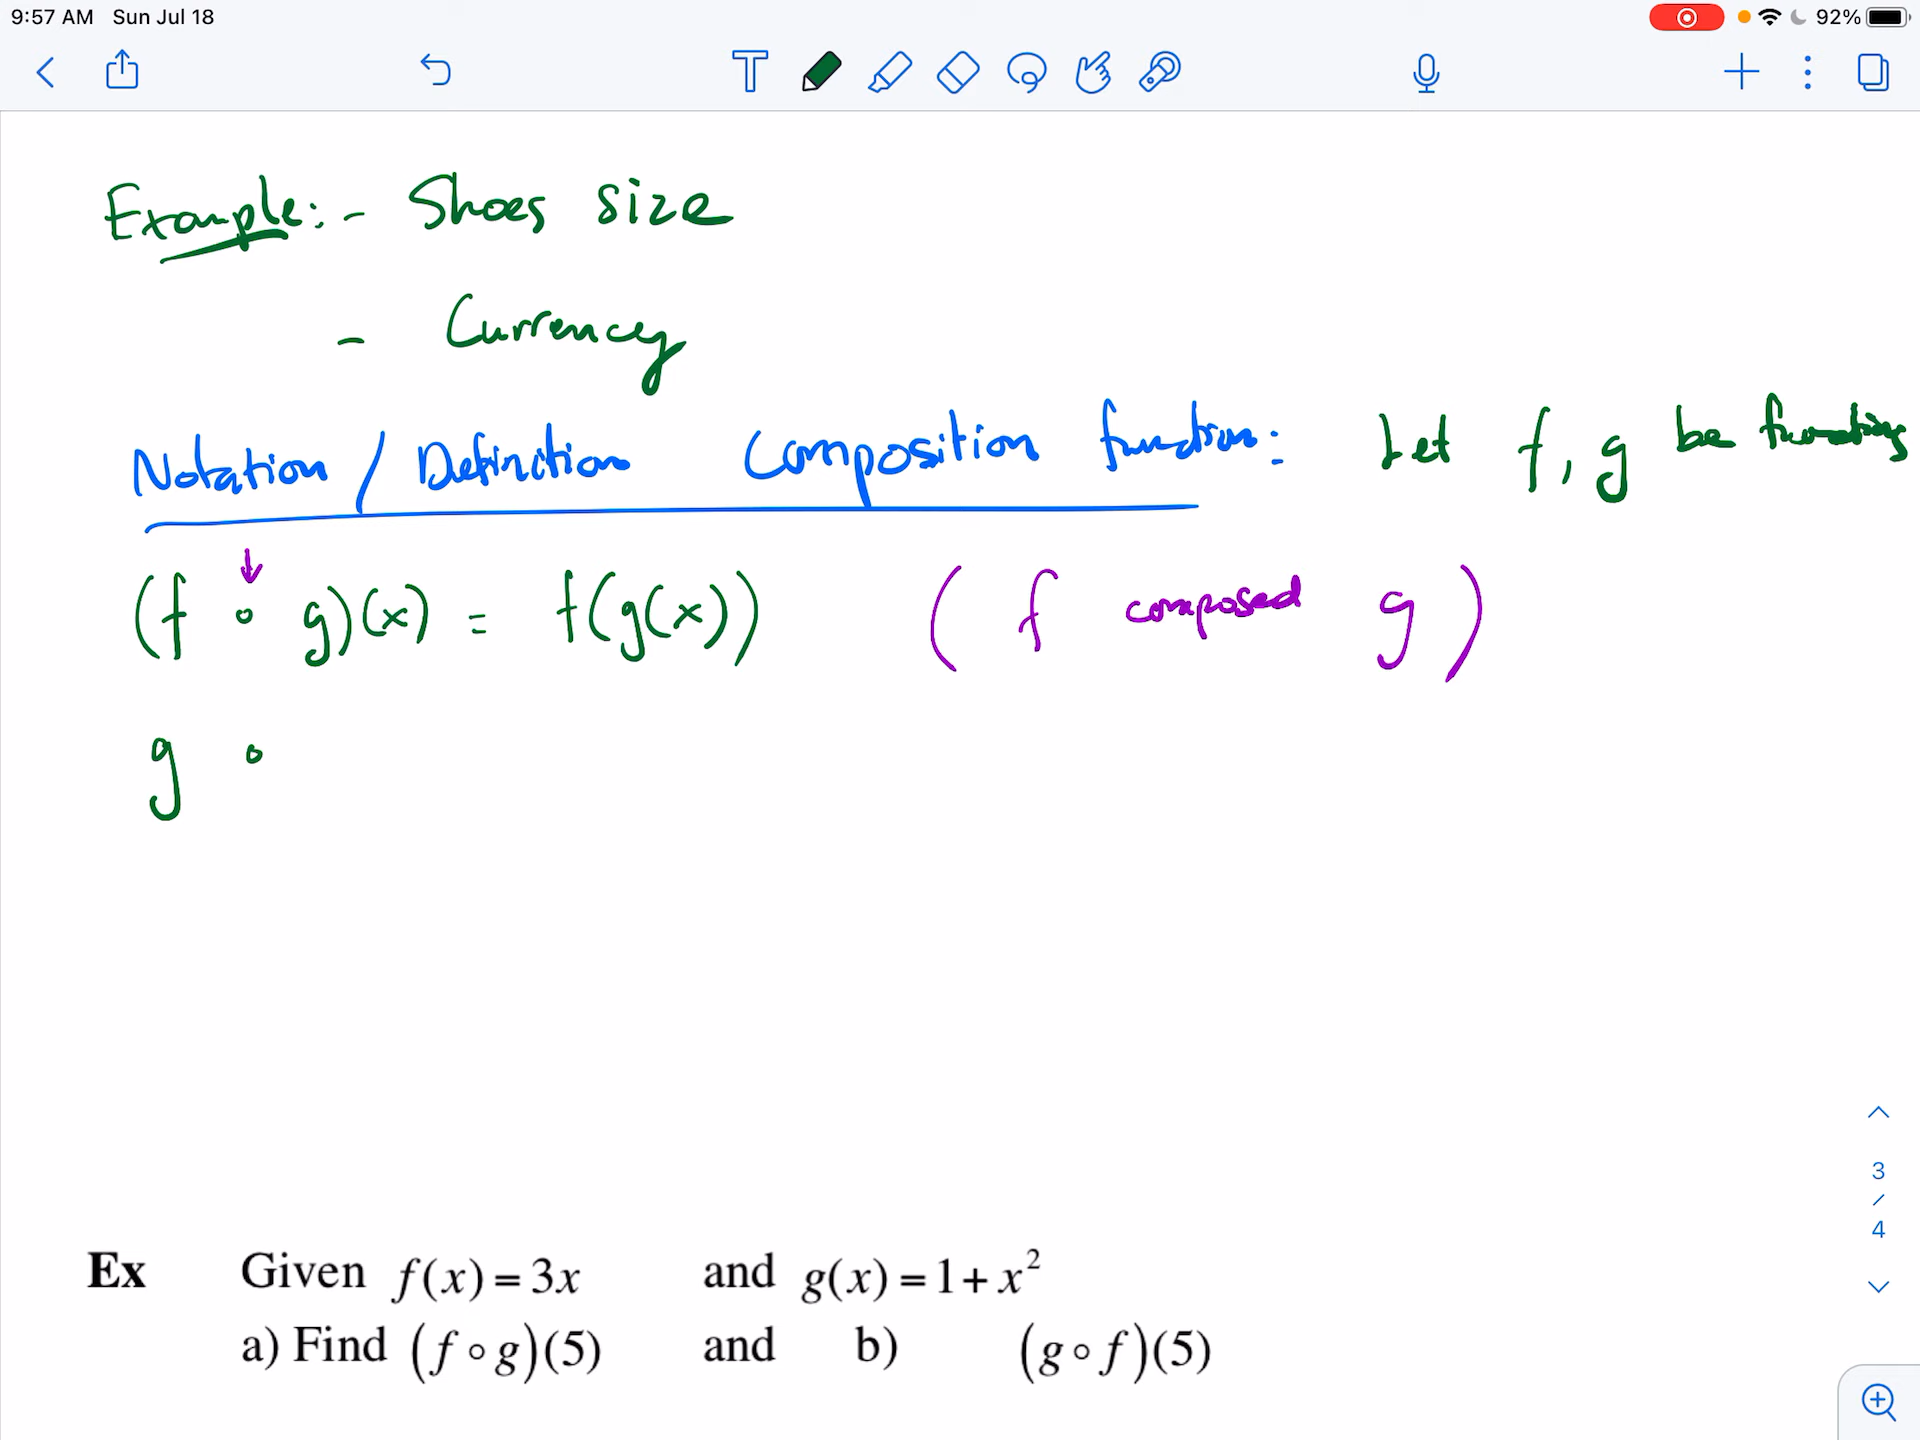 9:57 AM Sun Jul 18 92%
T
Example: - Shoes size
- Currency
Notation / Definition Composition function: Let f, g be functions
(f ∘ g)(x) = f(g(x)) ( f composed g )
g ∘
3
/
4
Ex Given f(x) = 3x and g(x) = 1 + x²
a) Find (f ∘ g)(5) and b) (g ∘ f)(5)